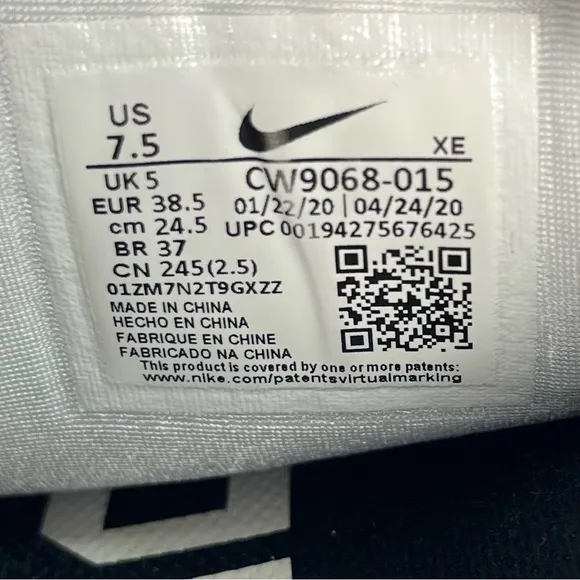 US
7.5
XE
UK 5
CW9068-015
EUR 38.5
01/22/20 | 04/24/20
cm 24.5
UPC 00194275676425
BR 37
CN 245(2.5)
01ZM7N2T9GXZZ
MADE IN CHINA
HECHO EN CHINA
FABRIQUE EN CHINE
FABRICADO NA CHINA
This product is covered by one or more patents:
www.nike.com/patentsvirtualmarking